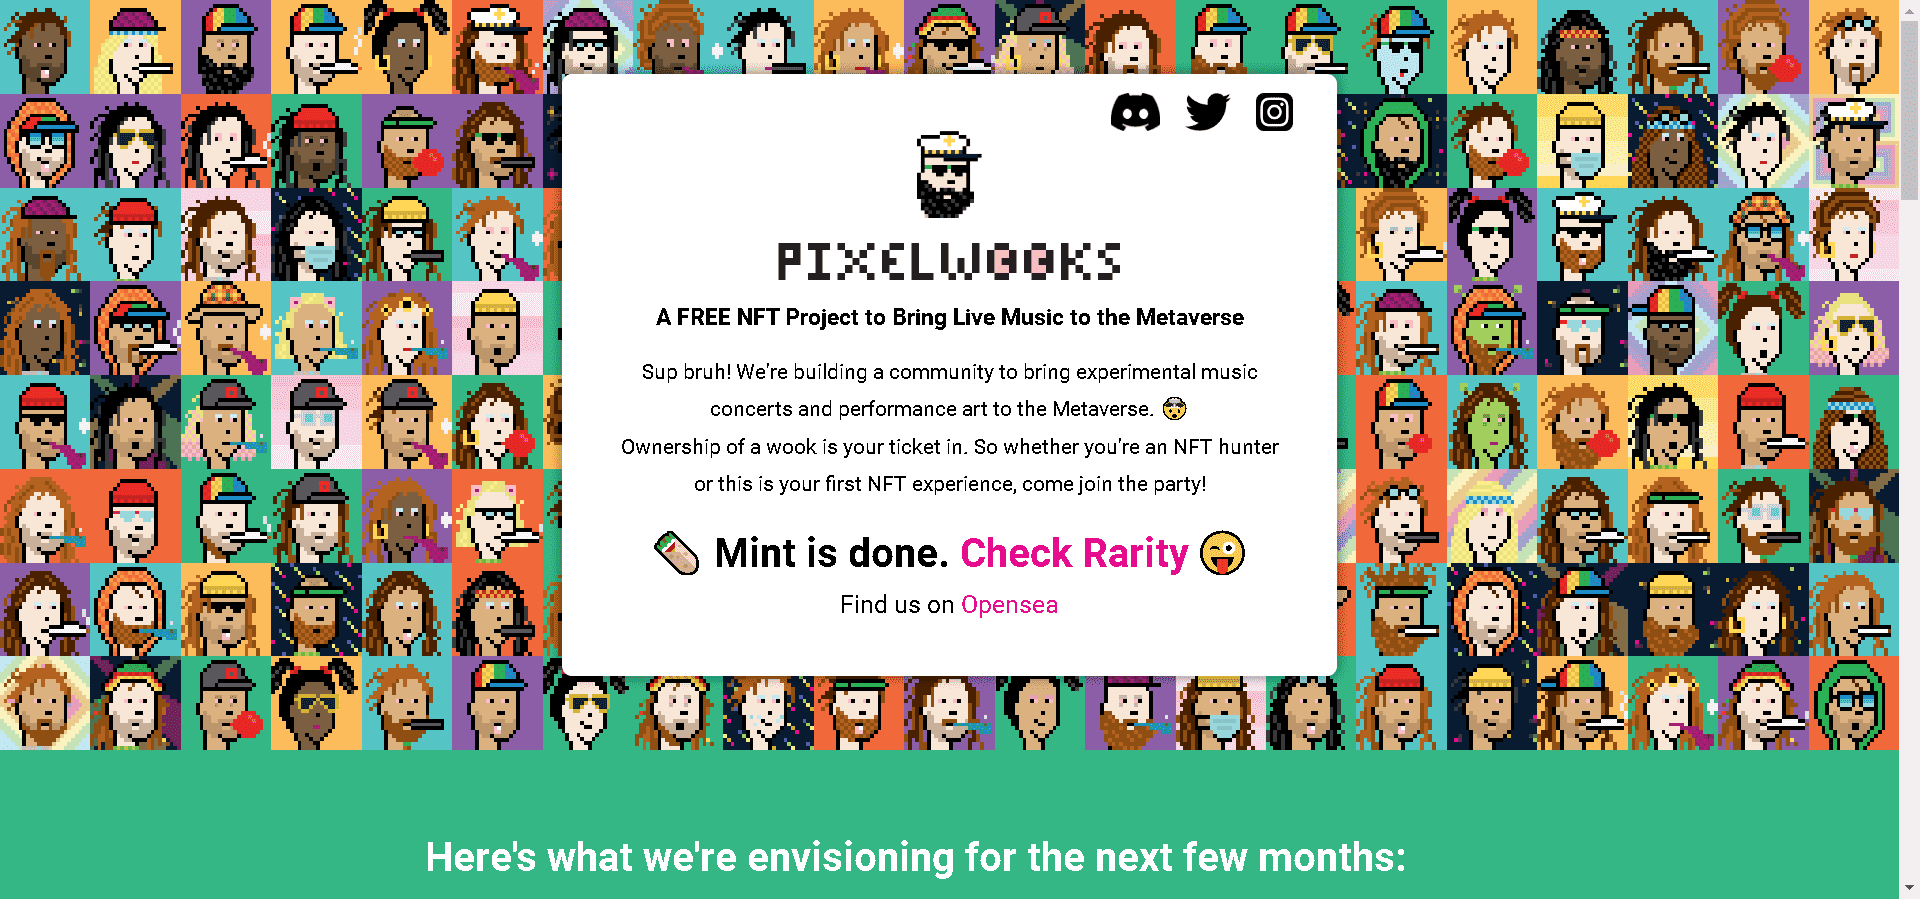 PIXELWOOKS
A FREE NFT Project to Bring Live Music to the Metaverse
Sup bruh! We're building a community to bring experimental music
concerts and performance art to the Metaverse. 🤯
Ownership of a wook is your ticket in. So whether you're an NFT hunter
or this is your first NFT experience, come join the party!
🌯 Mint is done. Check Rarity 😜
Find us on Opensea
Here's what we're envisioning for the next few months: